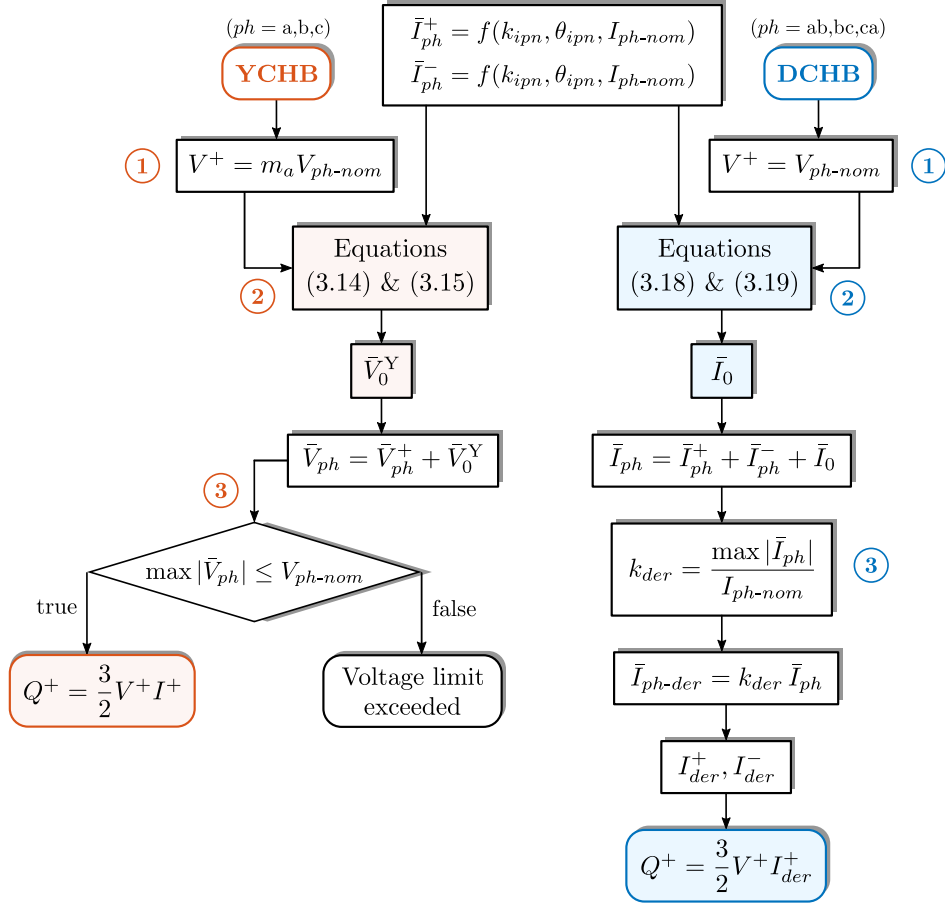 (ph = a,b,c)
YCHB
Ī⁺_ph = f(k_ipn, θ_ipn, I_ph-nom)
Ī⁻_ph = f(k_ipn, θ_ipn, I_ph-nom)
(ph = ab,bc,ca)
DCHB
1
V⁺ = m_a V_ph-nom
V⁺ = V_ph-nom
1
2
Equations
(3.14) & (3.15)
Equations
(3.18) & (3.19)
2
V̄₀^Y
Ī₀
V̄_ph = V̄⁺_ph + V̄₀^Y
Ī_ph = Ī⁺_ph + Ī⁻_ph + Ī₀
3
max |V̄_ph| ≤ V_ph-nom
k_der = max |Ī_ph| / I_ph-nom
3
true
false
Q⁺ = 3/2 V⁺I⁺
Voltage limit
exceeded
Ī_ph-der = k_der Ī_ph
I⁺_der, I⁻_der
Q⁺ = 3/2 V⁺I⁺_der